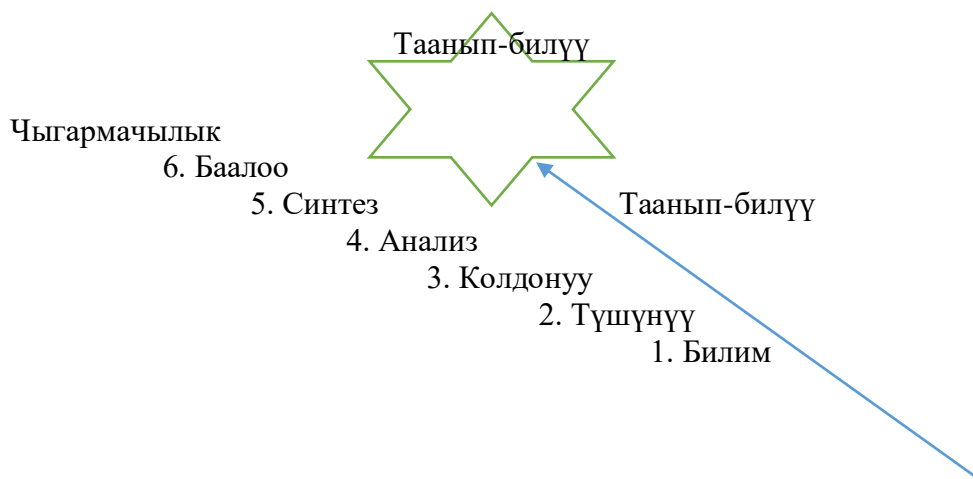 Таанып-билүү
Чыгармачылык
6. Баалоо
5. Синтез
Таанып-билүү
4. Анализ
3. Колдонуу
2. Түшүнүү
1. Билим